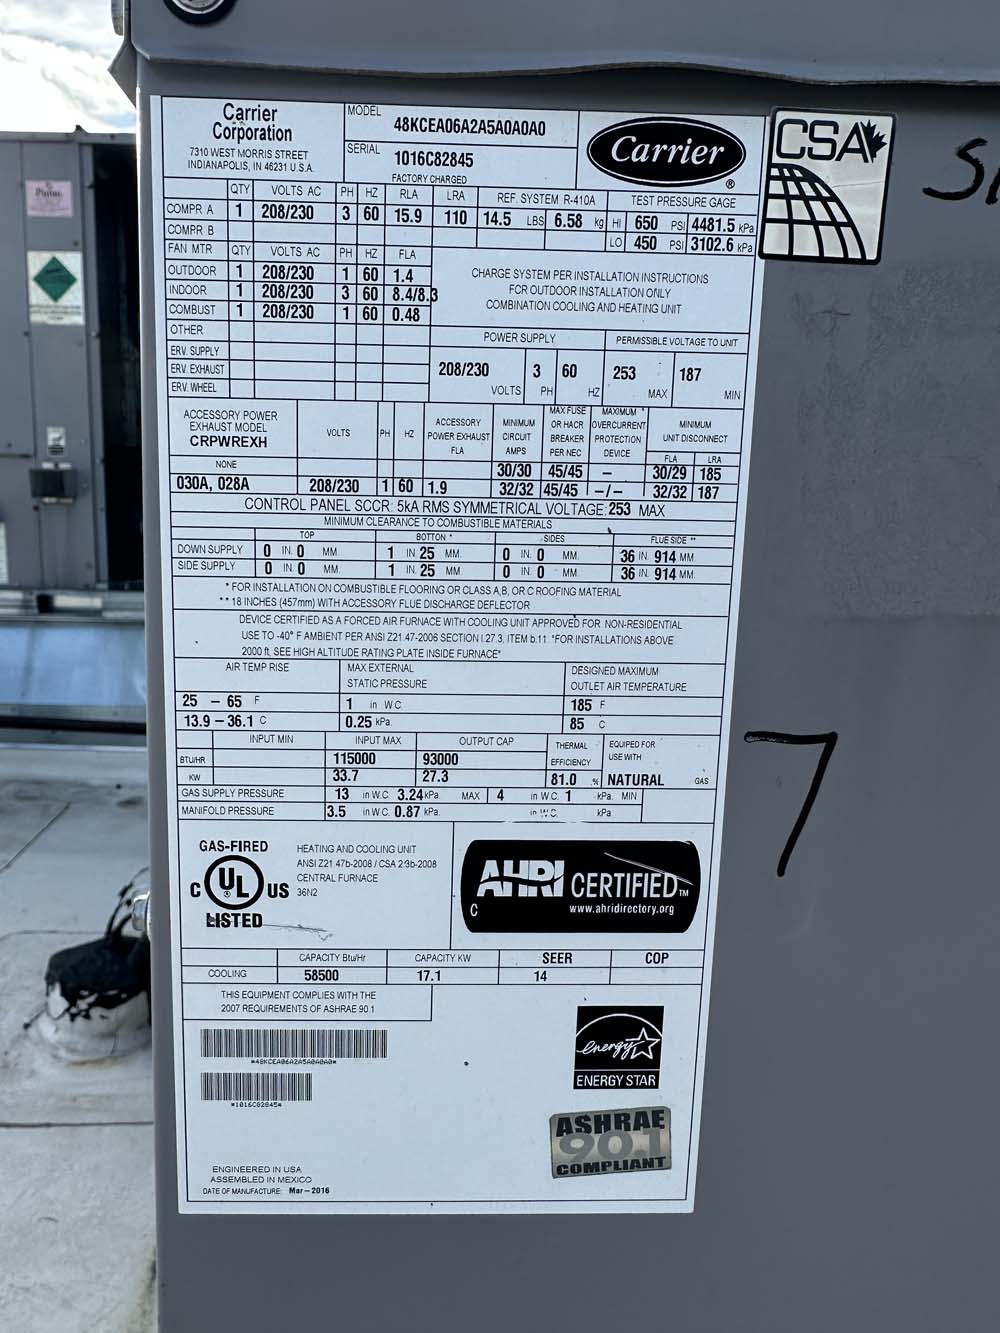 Carrier
Corporation
7310 WEST MORRIS STREET
INDIANAPOLIS, IN 46231 U.S.A.
MODEL 48KCEA06A2A5A0A0A0
SERIAL 1016C82845
FACTORY CHARGED
Carrier ®
CSA
QTY VOLTS AC PH HZ RLA LRA REF. SYSTEM R-410A TEST PRESSURE GAGE
COMPR A 1 208/230 3 60 15.9 110 14.5 LBS 6.58 kg HI 650 PSI 4481.5 kPa
COMPR B LO 450 PSI 3102.6 kPa
FAN MTR QTY VOLTS AC PH HZ FLA
OUTDOOR 1 208/230 1 60 1.4
INDOOR 1 208/230 3 60 8.4/8.3
COMBUST 1 208/230 1 60 0.48
OTHER
ERV. SUPPLY
ERV. EXHAUST
ERV. WHEEL
CHARGE SYSTEM PER INSTALLATION INSTRUCTIONS
FOR OUTDOOR INSTALLATION ONLY
COMBINATION COOLING AND HEATING UNIT
POWER SUPPLY PERMISSIBLE VOLTAGE TO UNIT
208/230 VOLTS 3 PH 60 HZ 253 MAX 187 MIN
ACCESSORY POWER EXHAUST MODEL CRPWREXH VOLTS PH HZ ACCESSORY POWER EXHAUST FLA MINIMUM CIRCUIT AMPS MAX FUSE OR HACR BREAKER PER NEC MAXIMUM * OVERCURRENT PROTECTION DEVICE MINIMUM UNIT DISCONNECT FLA LRA
NONE 30/30 45/45 – 30/29 185
030A, 028A 208/230 1 60 1.9 32/32 45/45 –/– 32/32 187
CONTROL PANEL SCCR: 5kA RMS SYMMETRICAL VOLTAGE: 253 MAX
MINIMUM CLEARANCE TO COMBUSTIBLE MATERIALS
TOP BOTTOM * SIDES FLUE SIDE **
DOWN SUPPLY 0 IN. 0 MM. 1 IN 25 MM. 0 IN. 0 MM. 36 IN. 914 MM
SIDE SUPPLY 0 IN. 0 MM. 1 IN. 25 MM 0 IN. 0 MM. 36 IN. 914 MM
* FOR INSTALLATION ON COMBUSTIBLE FLOORING OR CLASS A,B, OR C ROOFING MATERIAL
** 18 INCHES (457mm) WITH ACCESSORY FLUE DISCHARGE DEFLECTOR
DEVICE CERTIFIED AS A FORCED AIR FURNACE WITH COOLING UNIT APPROVED FOR NON-RESIDENTIAL
USE TO -40° F AMBIENT PER ANSI Z21.47-2006 SECTION I.27.3, ITEM b.11. "FOR INSTALLATIONS ABOVE
2000 ft, SEE HIGH ALTITUDE RATING PLATE INSIDE FURNACE"
AIR TEMP RISE MAX EXTERNAL STATIC PRESSURE DESIGNED MAXIMUM OUTLET AIR TEMPERATURE
25 – 65 F 1 in W.C. 185 F
13.9 – 36.1 C 0.25 kPa. 85 C
INPUT MIN INPUT MAX OUTPUT CAP THERMAL EFFICIENCY EQUIPED FOR USE WITH
BTU/HR 115000 93000
KW 33.7 27.3 81.0 % NATURAL GAS
GAS SUPPLY PRESSURE 13 in W.C. 3.24 kPa. MAX 4 in W.C. 1 kPa. MIN
MANIFOLD PRESSURE 3.5 in W.C. 0.87 kPa. in W.C. kPa
GAS-FIRED
C UL ® US
LISTED
HEATING AND COOLING UNIT
ANSI Z21.47b-2008 / CSA 2.3b-2008
CENTRAL FURNACE
36N2
AHRI CERTIFIED™
C www.ahridirectory.org
CAPACITY Btu/Hr CAPACITY KW SEER COP
COOLING 58500 17.1 14
THIS EQUIPMENT COMPLIES WITH THE
2007 REQUIREMENTS OF ASHRAE 90.1
*48KCEA06A2A5A0A0A0*
*1016C82845*
energy
ENERGY STAR
ASHRAE
90.1
COMPLIANT
ENGINEERED IN USA
ASSEMBLED IN MEXICO
DATE OF MANUFACTURE: Mar-2016
7